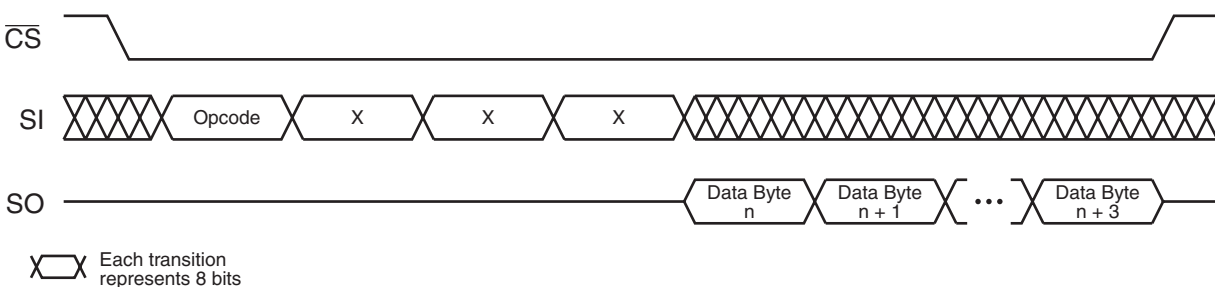 CS
SI
Opcode X X X
SO
Data Byte n
Data Byte n + 1
•••
Data Byte n + 3
Each transition
represents 8 bits